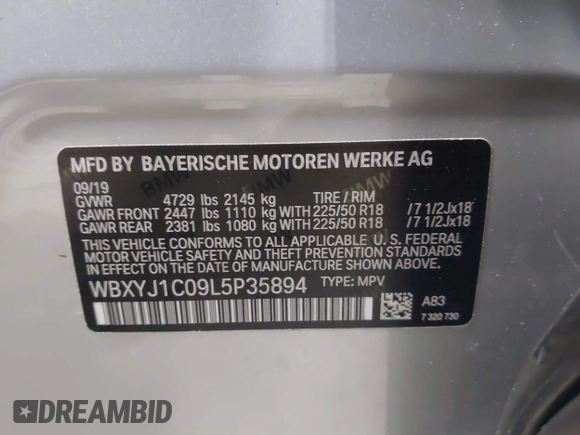 MFD BY BAYERISCHE MOTOREN WERKE AG
09/19
GVWR 4729 lbs 2145 kg TIRE / RIM
GAWR FRONT 2447 lbs 1110 kg WITH 225/50 R18 /7 1/2Jx18
GAWR REAR 2381 lbs 1080 kg WITH 225/50 R18 /7 1/2Jx18
THIS VEHICLE CONFORMS TO ALL APPLICABLE U. S. FEDERAL
MOTOR VEHICLE SAFETY AND THEFT PREVENTION STANDARDS
IN EFFECT ON THE DATE OF MANUFACTURE SHOWN ABOVE.
WBXYJ1C09L5P35894 TYPE: MPV
A83
7 320 730
DREAMBID